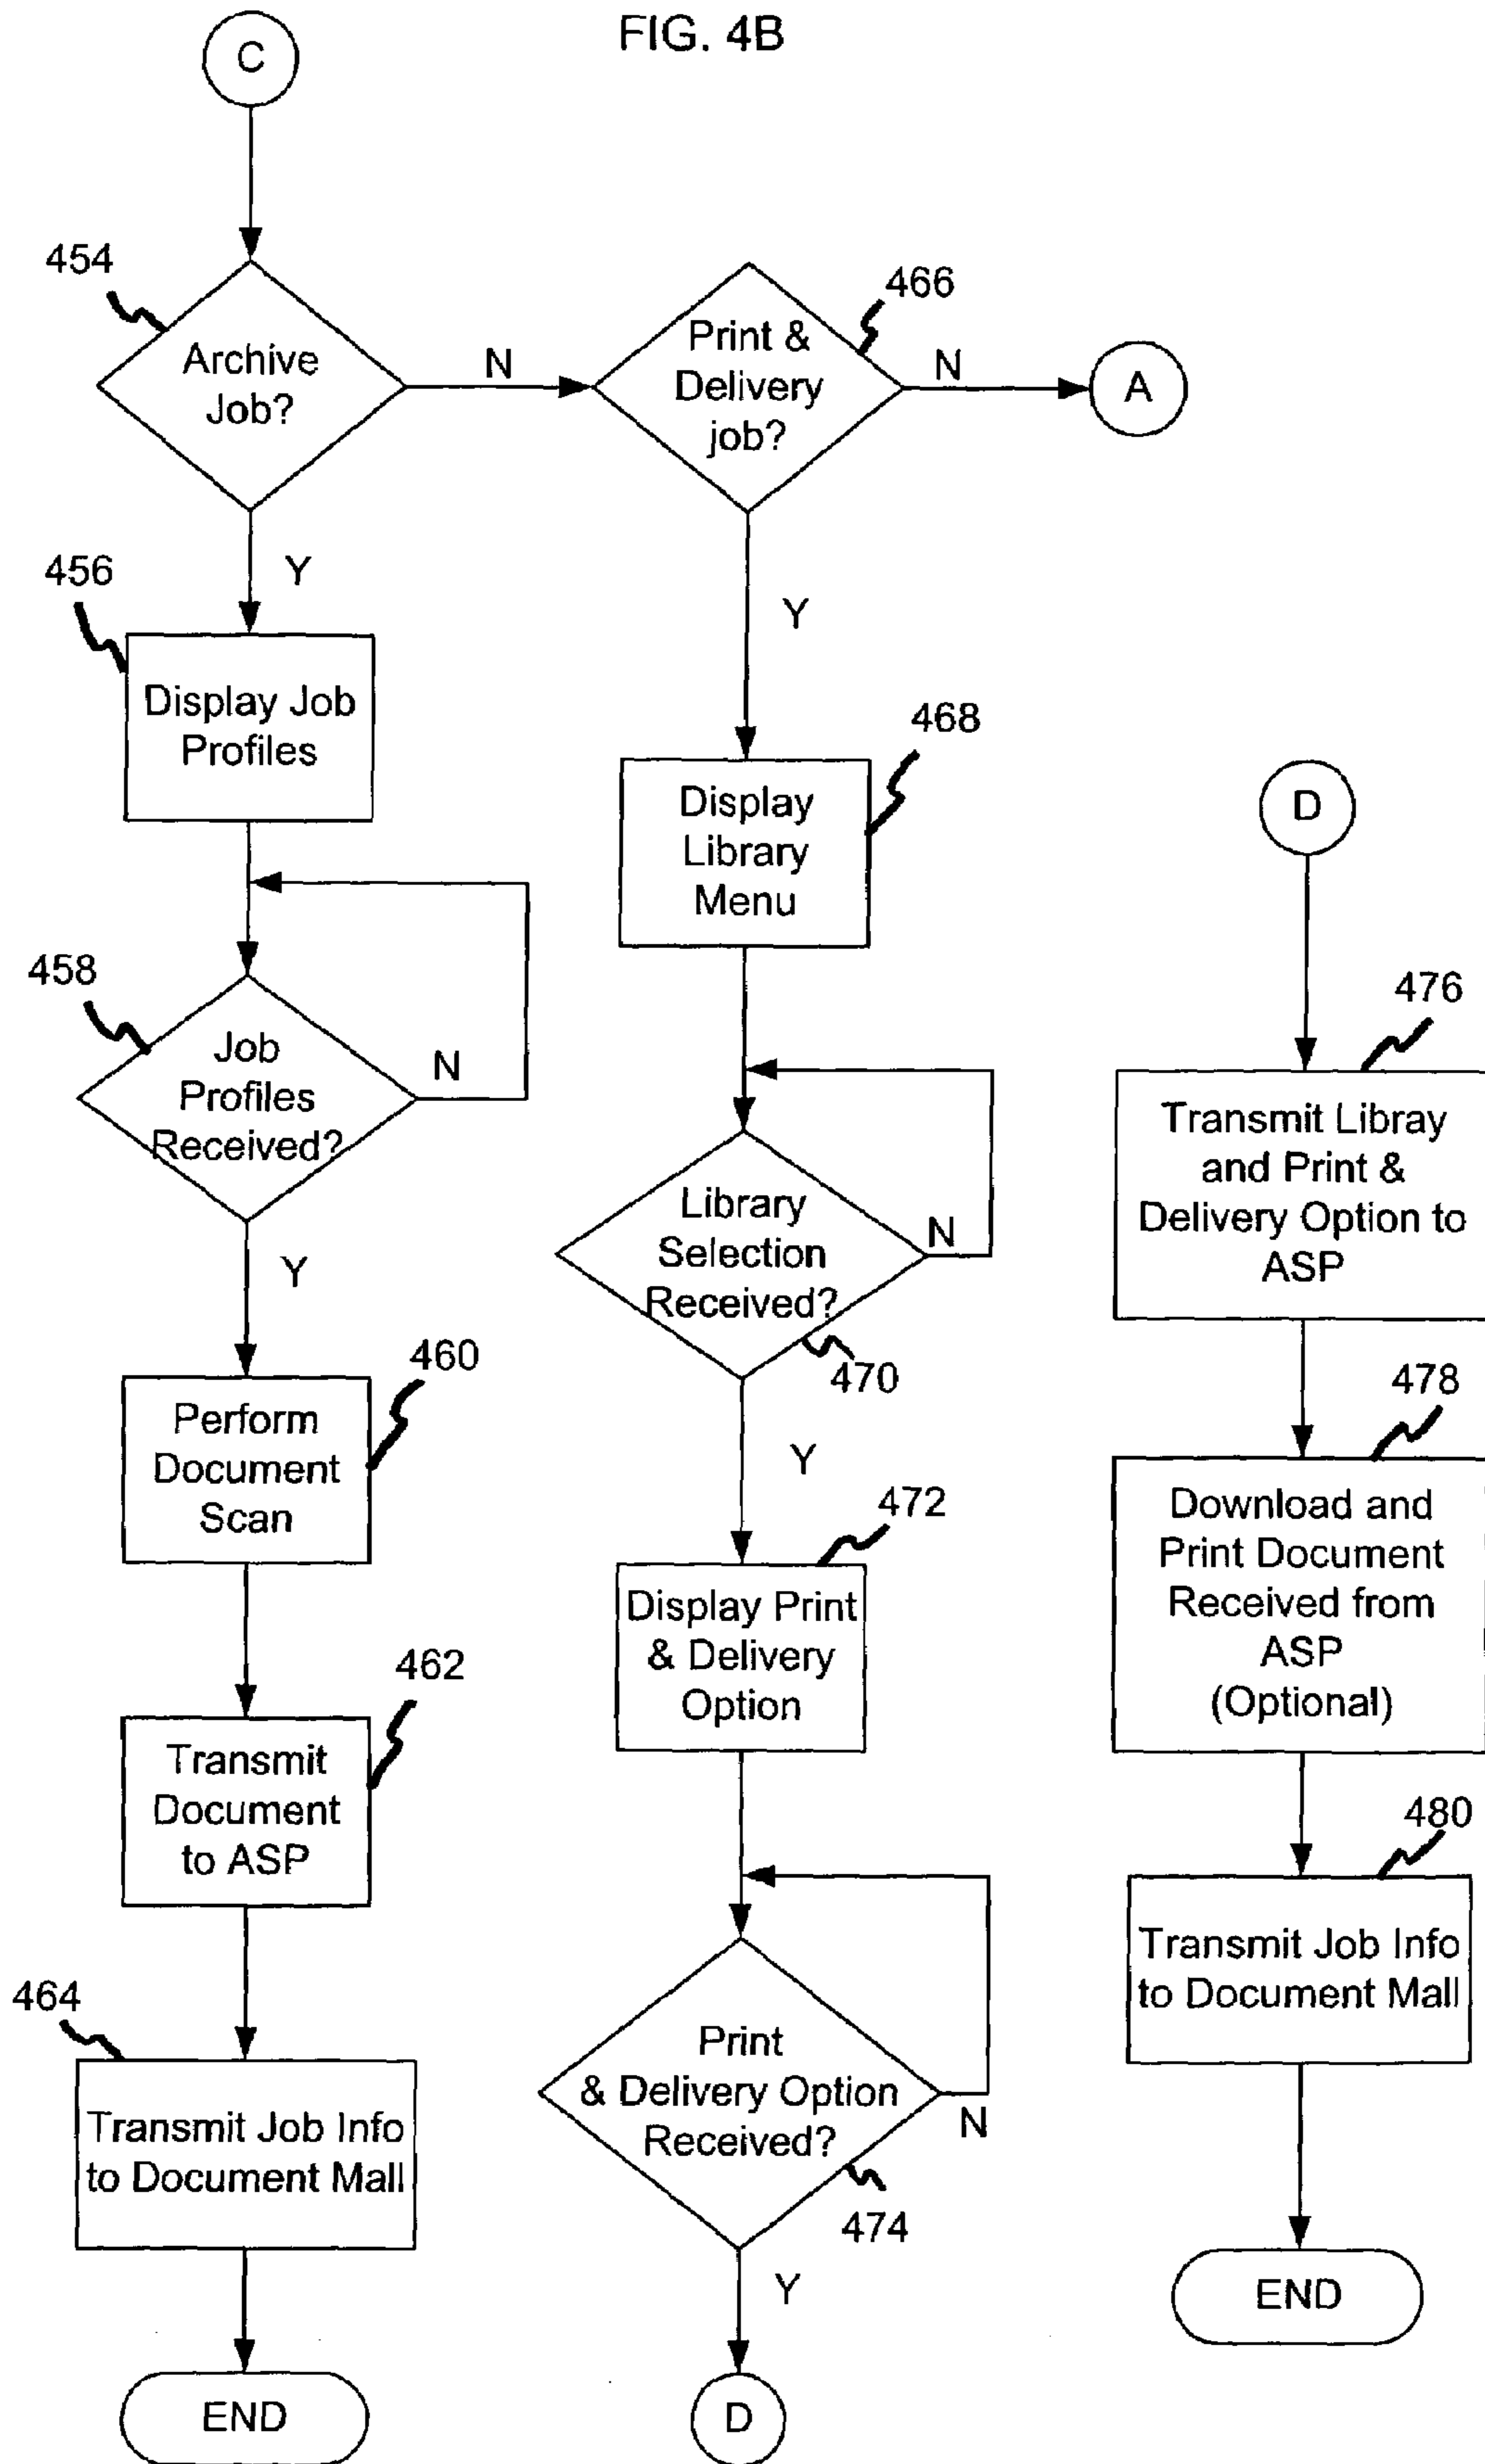 FIG. 4B
C
454
Archive
Job?
N
466
Print &
Delivery
job?
N
A
Y
456
Display Job
Profiles
458
Job
Profiles
Received?
N
Y
460
Perform
Document
Scan
462
Transmit
Document
to ASP
464
Transmit Job Info
to Document Mall
END
Y
468
Display
Library
Menu
Library
Selection
Received?
N
470
Y
472
Display Print
& Delivery
Option
Print
& Delivery Option
Received?
N
474
Y
D
D
476
Transmit Libray
and Print &
Delivery Option to
ASP
478
Download and
Print Document
Received from
ASP
(Optional)
480
Transmit Job Info
to Document Mall
END